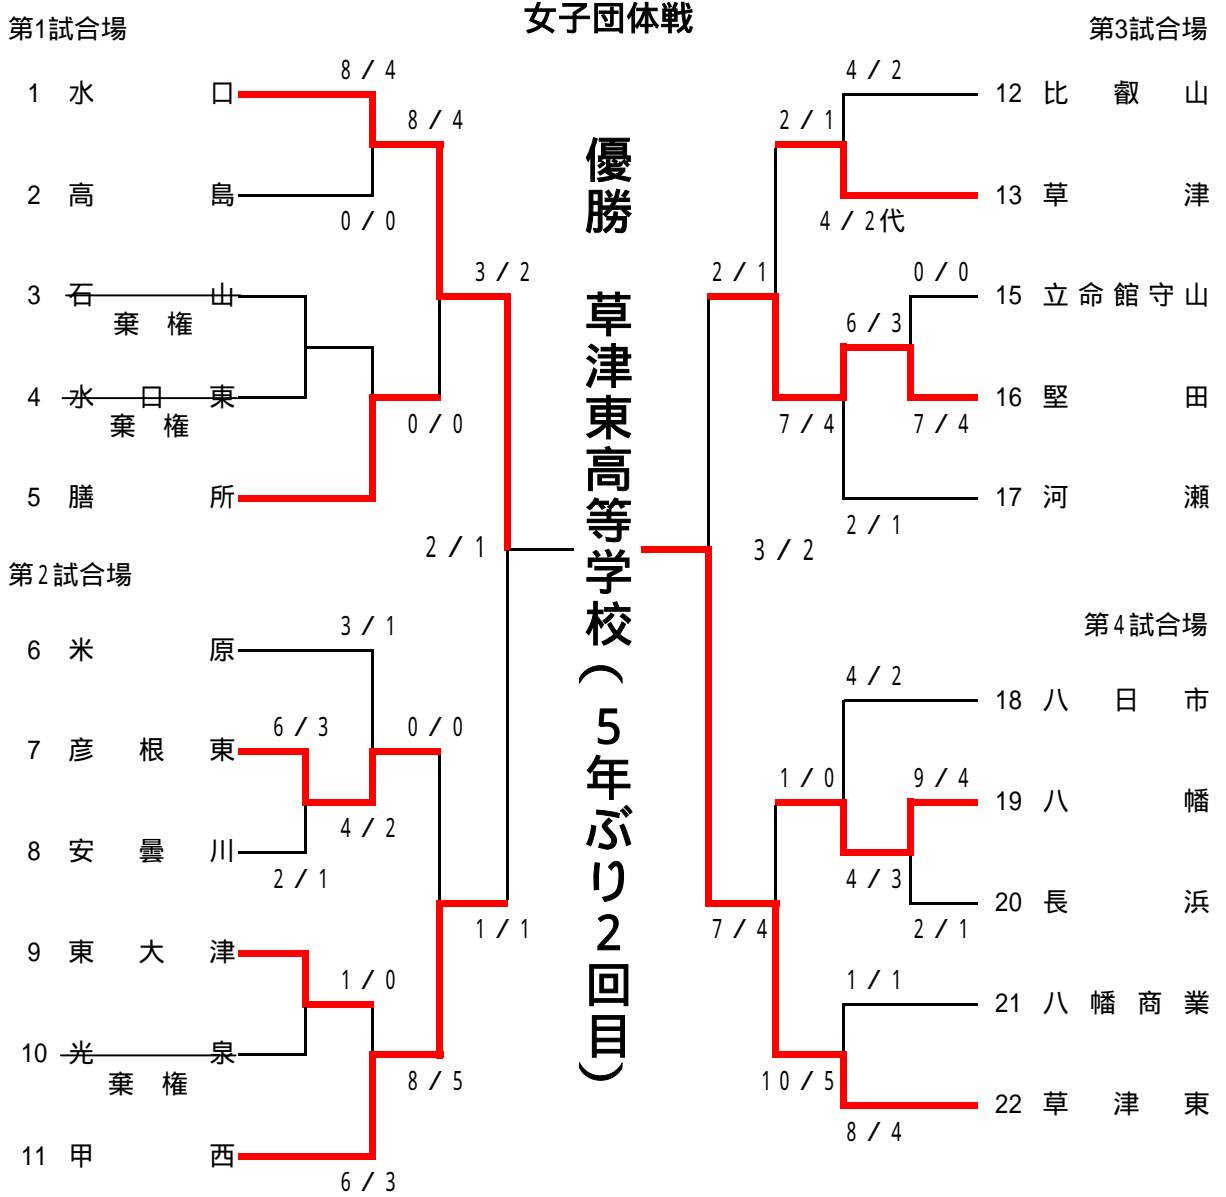 女子団体戦
第1試合場
8 / 4
1 水口
8 / 4
2 高島
0 / 0
3 / 2
3 石山
棄権
4 水口東
棄権
0 / 0
5 膳所
2 / 1
第2試合場
3 / 1
6 米原
6 / 3
0 / 0
7 彦根東
4 / 2
8 安曇川
2 / 1
1 / 1
9 東大津
1 / 0
10 光泉
棄権
8 / 5
11 甲西
6 / 3
優勝 草津東高等学校(5年ぶり2回目)
第3試合場
4 / 2
12 比叡山
2 / 1
13 草津
4 / 2代
2 / 1
0 / 0
15 立命館守山
6 / 3
16 堅田
7 / 4
7 / 4
17 河瀬
2 / 1
3 / 2
第4試合場
4 / 2
18 八日市
1 / 0
9 / 4
19 八幡
4 / 3
20 長浜
7 / 4
2 / 1
1 / 1
21 八幡商業
10 / 5
22 草津東
8 / 4